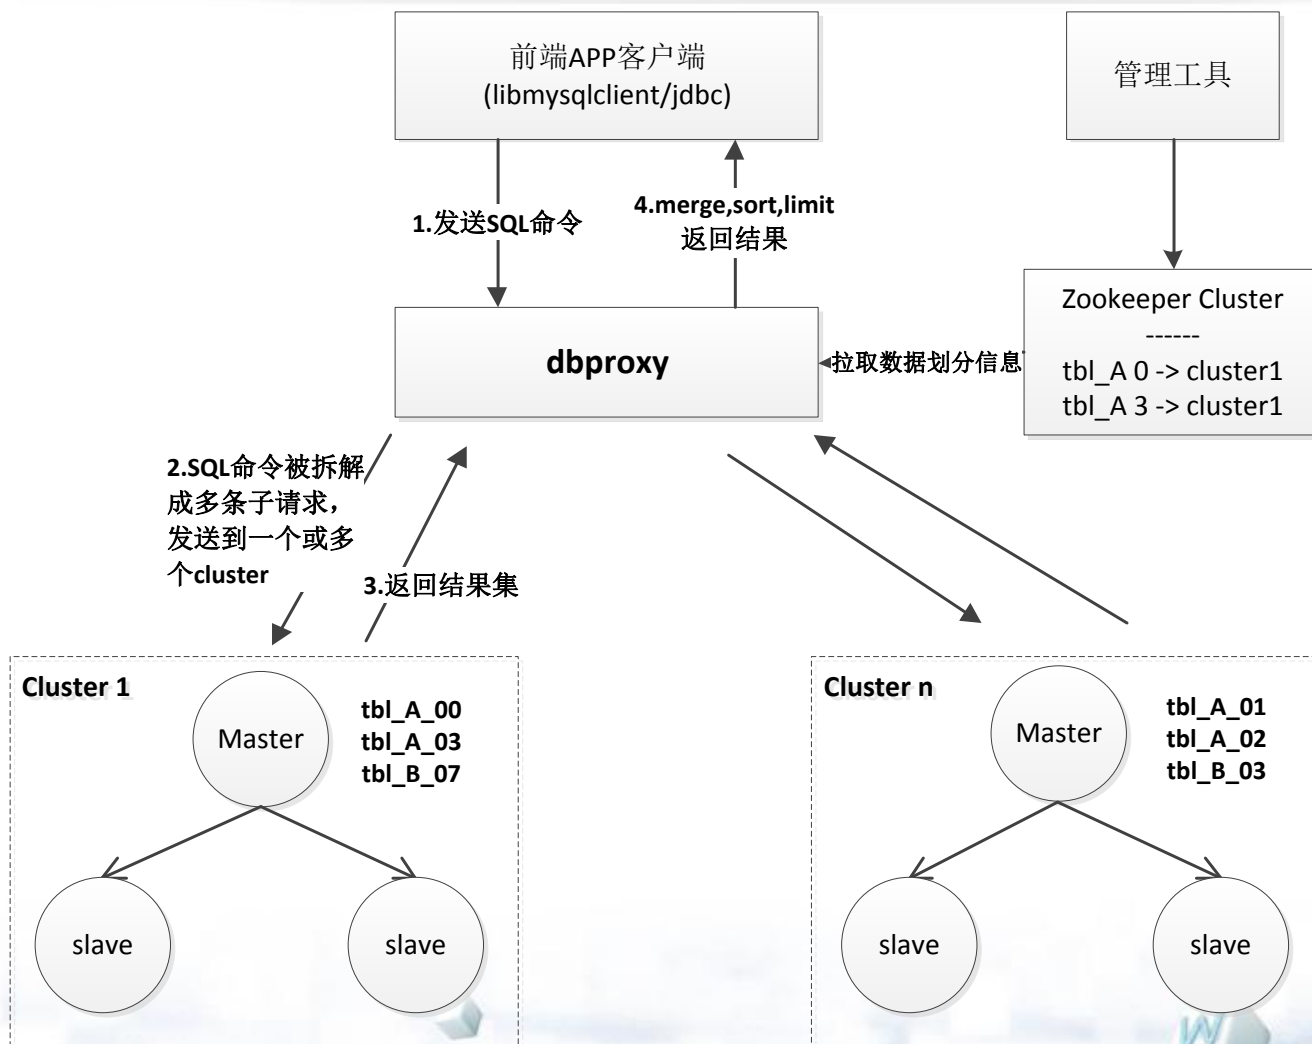 前端APP客户端
(libmysqlclient/jdbc)
管理工具
1.发送SQL命令
4.merge,sort,limit
返回结果
dbproxy
拉取数据划分信息
Zookeeper Cluster
------
tbl_A 0 -> cluster1
tbl_A 3 -> cluster1
2.SQL命令被拆解
成多条子请求，
发送到一个或多
个cluster
3.返回结果集
Cluster 1
Master
tbl_A_00
tbl_A_03
tbl_B_07
slave
slave
Cluster n
Master
tbl_A_01
tbl_A_02
tbl_B_03
slave
slave